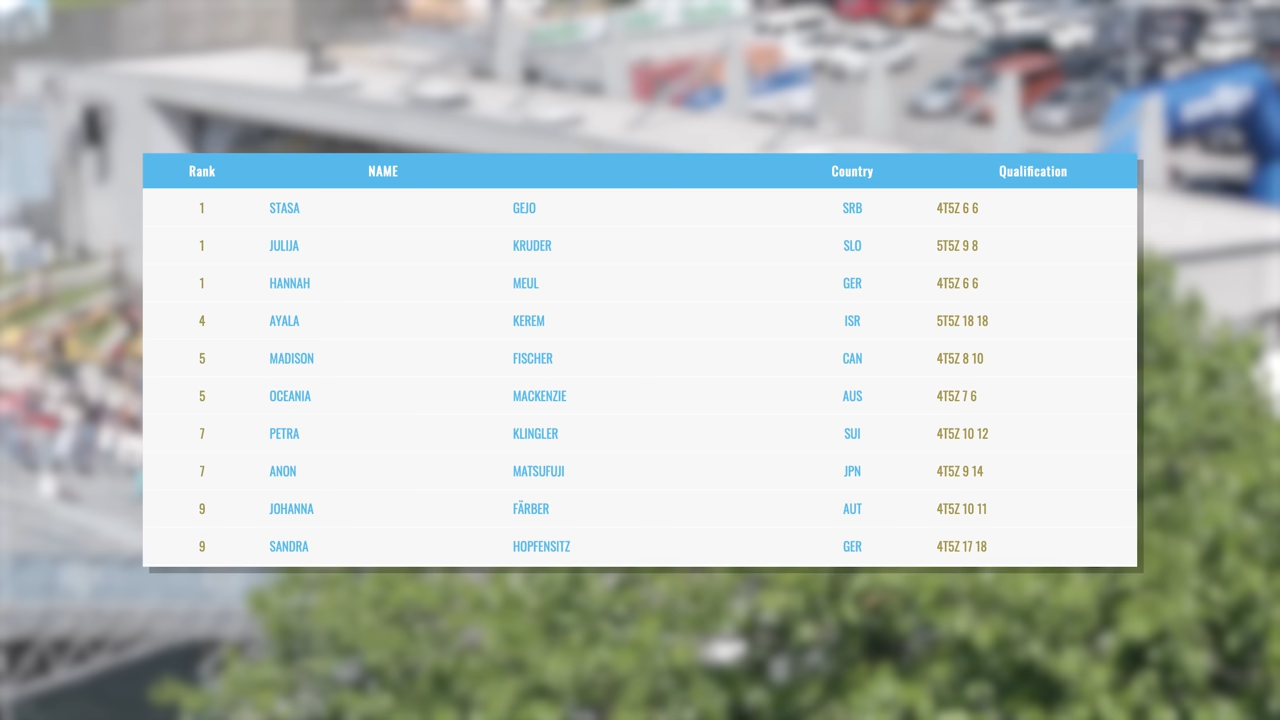 Rank NAME Country Qualification
1 STASA GEJO SRB 4T5Z 6 6
1 JULIJA KRUDER SLO 5T5Z 9 8
1 HANNAH MEUL GER 4T5Z 6 6
4 AYALA KEREM ISR 5T5Z 18 18
5 MADISON FISCHER CAN 4T5Z 8 10
5 OCEANIA MACKENZIE AUS 4T5Z 7 6
7 PETRA KLINGLER SUI 4T5Z 10 12
7 ANON MATSUFUJI JPN 4T5Z 9 14
9 JOHANNA FÄRBER AUT 4T5Z 10 11
9 SANDRA HOPFENSITZ GER 4T5Z 17 18